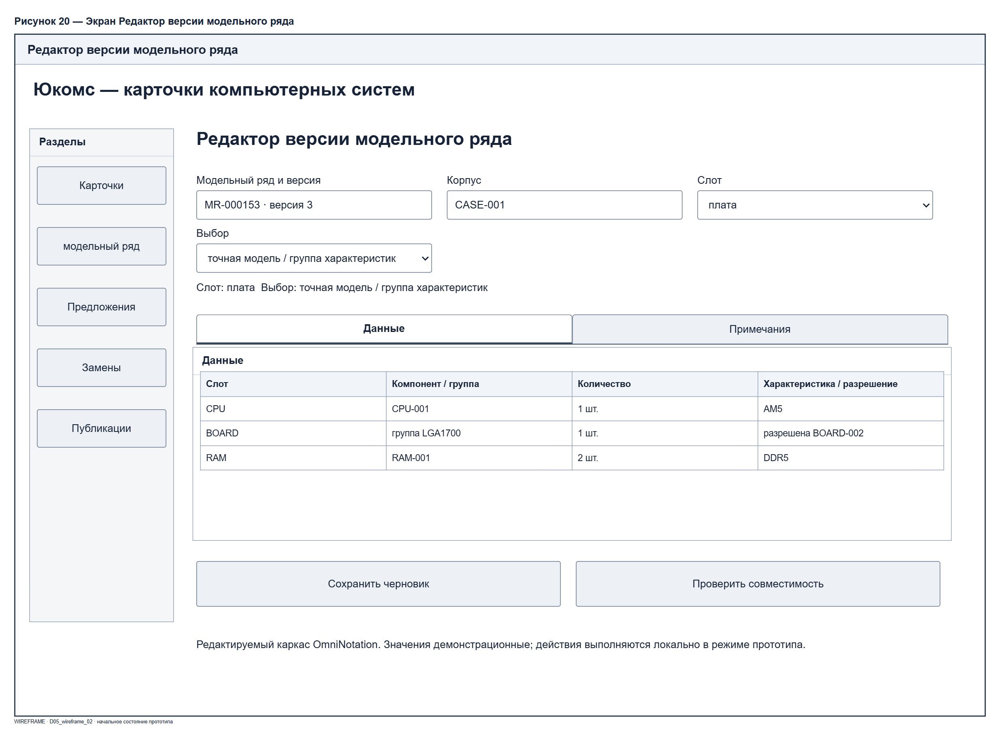 Рисунок 20 — Экран Редактор версии модельного ряда
Редактор версии модельного ряда
Юкомс — карточки компьютерных систем
Разделы
Карточки
модельный ряд
Предложения
Замены
Публикации
Редактор версии модельного ряда
Модельный ряд и версия
MR-000153 · версия 3
Корпус
CASE-001
Слот
плата
Выбор
точная модель / группа характеристик
Слот: плата  Выбор: точная модель / группа характеристик
Данные
Примечания
Данные
Слот Компонент / группа Количество Характеристика / разрешение
CPU CPU-001 1 шт. AM5
BOARD группа LGA1700 1 шт. разрешена BOARD-002
RAM RAM-001 2 шт. DDR5
Сохранить черновик
Проверить совместимость
Редактируемый каркас OmniNotation. Значения демонстрационные; действия выполняются локально в режиме прототипа.
WIREFRAME · D05_wireframe_02 · начальное состояние прототипа